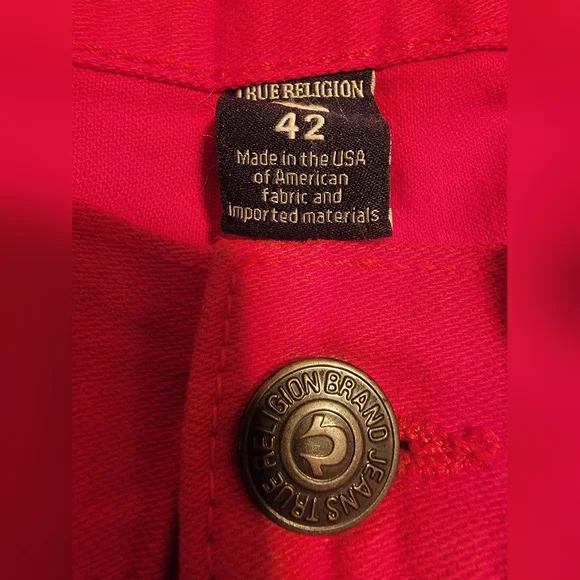 TRUE RELIGION
42
Made in the USA
of American
fabric and
imported materials
TRUE RELIGION BRAND JEANS